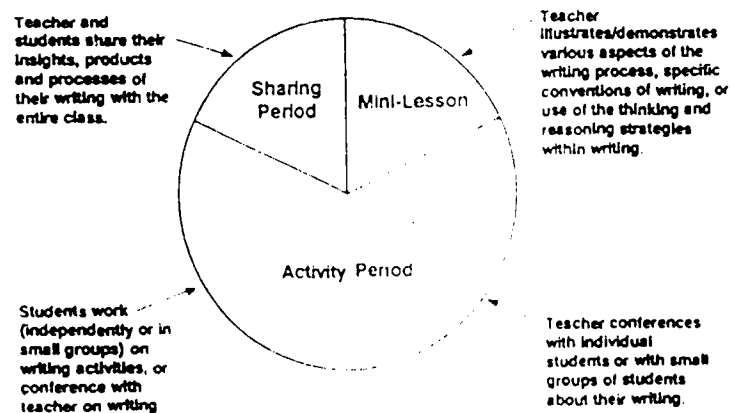 Teacher and
students share their
insights, products
and processes of
their writing with the
entire class.
Teacher
illustrates/demonstrates
various aspects of the
writing process, specific
conventions of writing, or
use of the thinking and
reasoning strategies
within writing.
Sharing
Period
Mini-Lesson
Activity Period
Students work
(independently or in
small groups) on
writing activities, or
conference with
teacher on writing
Teacher conferences
with individual
students or with small
groups of students
about their writing.